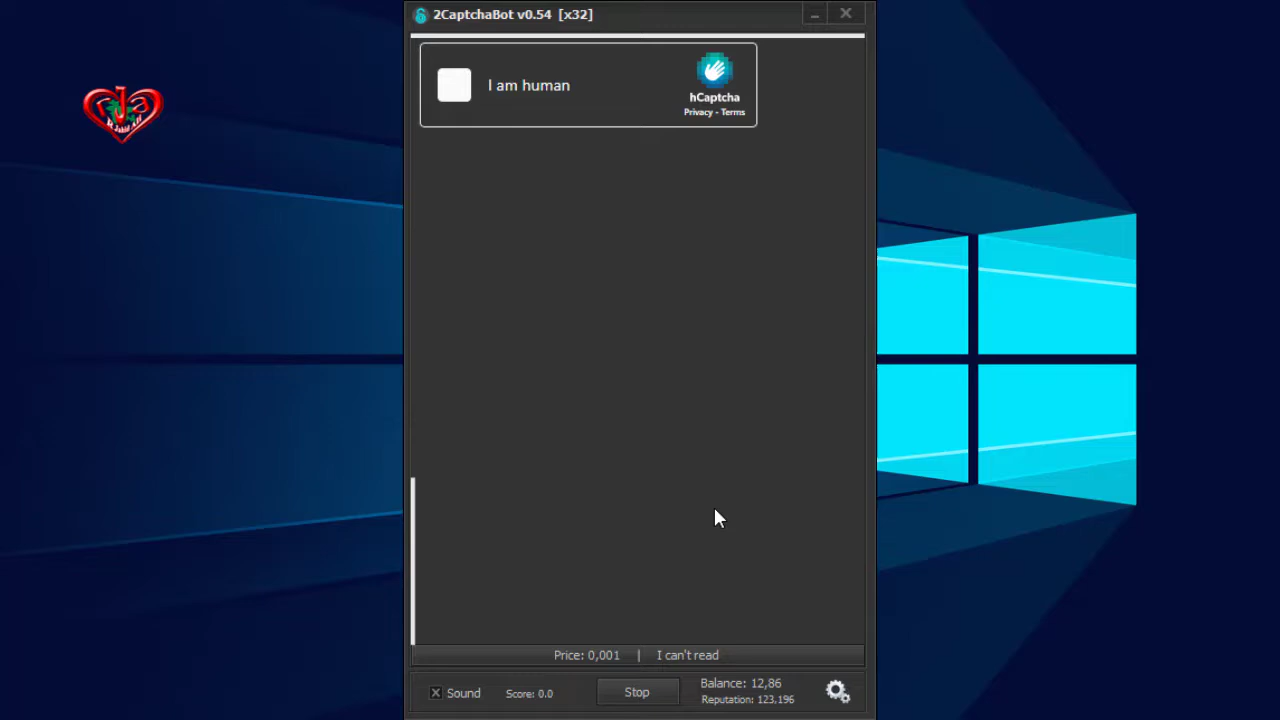 2CaptchaBot v0.54 [x32]
I am human
hCaptcha
Privacy - Terms
Price: 0,001 | I can't read
Sound Score: 0.0 Stop Balance: 12,86
Reputation: 123,196